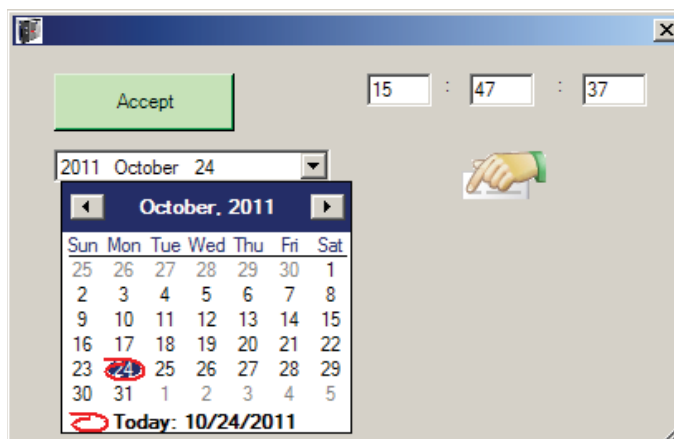 Accept
15 : 47 : 37
2011 October 24
October, 2011
Sun Mon Tue Wed Thu Fri Sat
25 26 27 28 29 30 1
2 3 4 5 6 7 8
9 10 11 12 13 14 15
16 17 18 19 20 21 22
23 24 25 26 27 28 29
30 31 1 2 3 4 5
Today: 10/24/2011